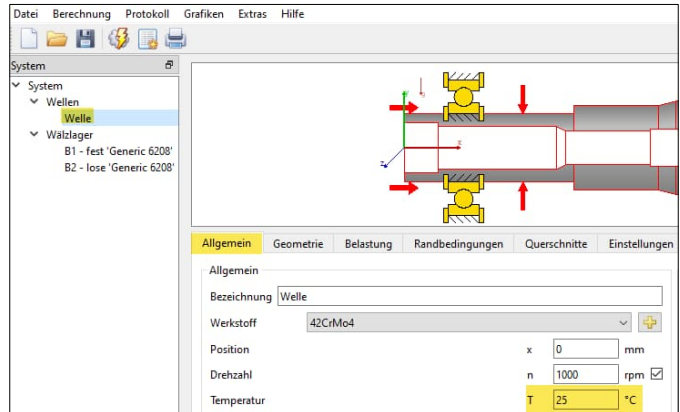 Datei Berechnung Protokoll Grafiken Extras Hilfe
System
System
Wellen
Welle
Wälzlager
B1 - fest 'Generic 6208'
B2 - lose 'Generic 6208'
y
x
z
Allgemein Geometrie Belastung Randbedingungen Querschnitte Einstellungen
Allgemein
Bezeichnung Welle
Werkstoff 42CrMo4
Position x 0 mm
Drehzahl n 1000 rpm
Temperatur T 25 °C